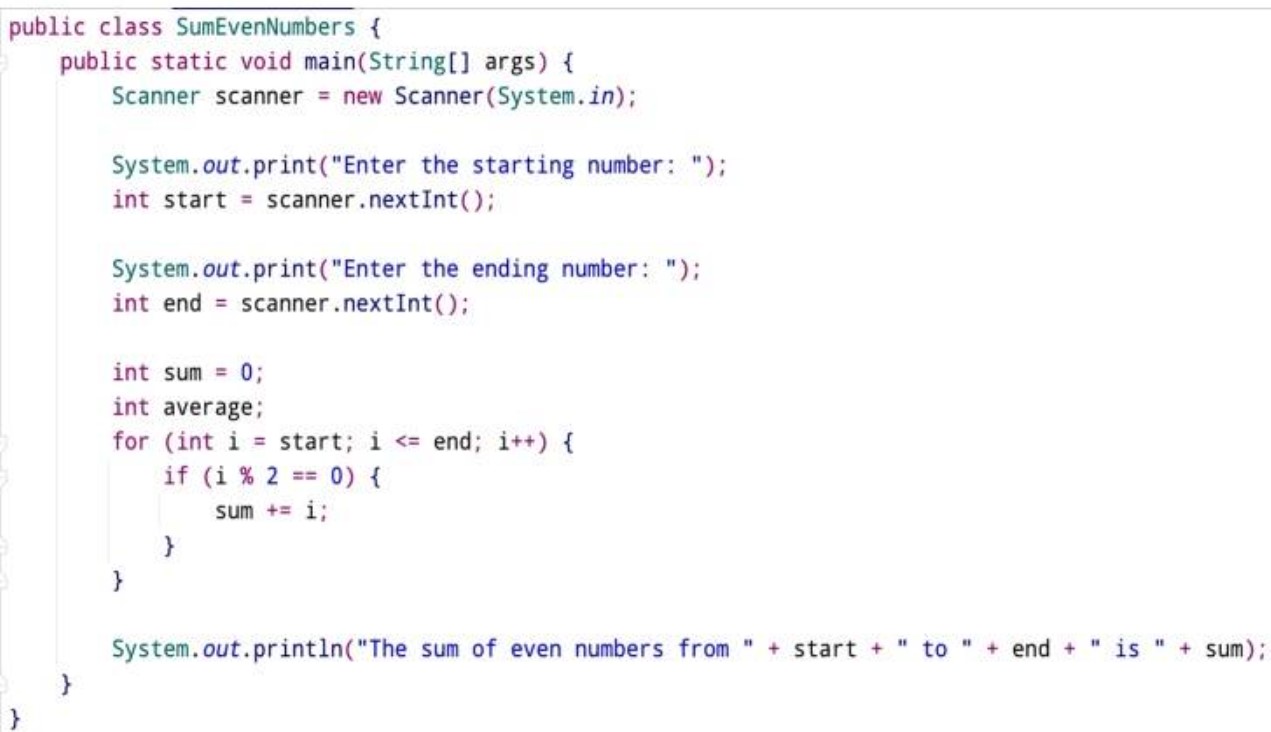 public class SumEvenNumbers {
    public static void main(String[] args) {
        Scanner scanner = new Scanner(System.in);

        System.out.print("Enter the starting number: ");
        int start = scanner.nextInt();

        System.out.print("Enter the ending number: ");
        int end = scanner.nextInt();

        int sum = 0;
        int average;
        for (int i = start; i <= end; i++) {
            if (i % 2 == 0) {
                sum += i;
            }
        }

        System.out.println("The sum of even numbers from " + start + " to " + end + " is " + sum);
    }
}